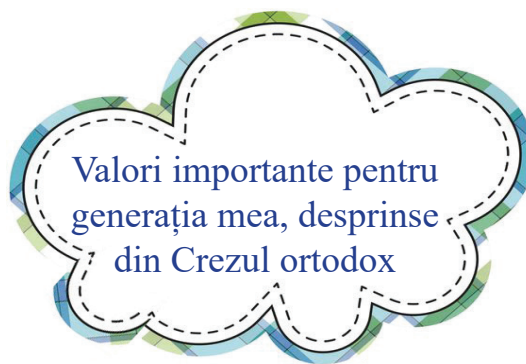 Valori importante pentru
generația mea, desprinse
din Crezul ortodox